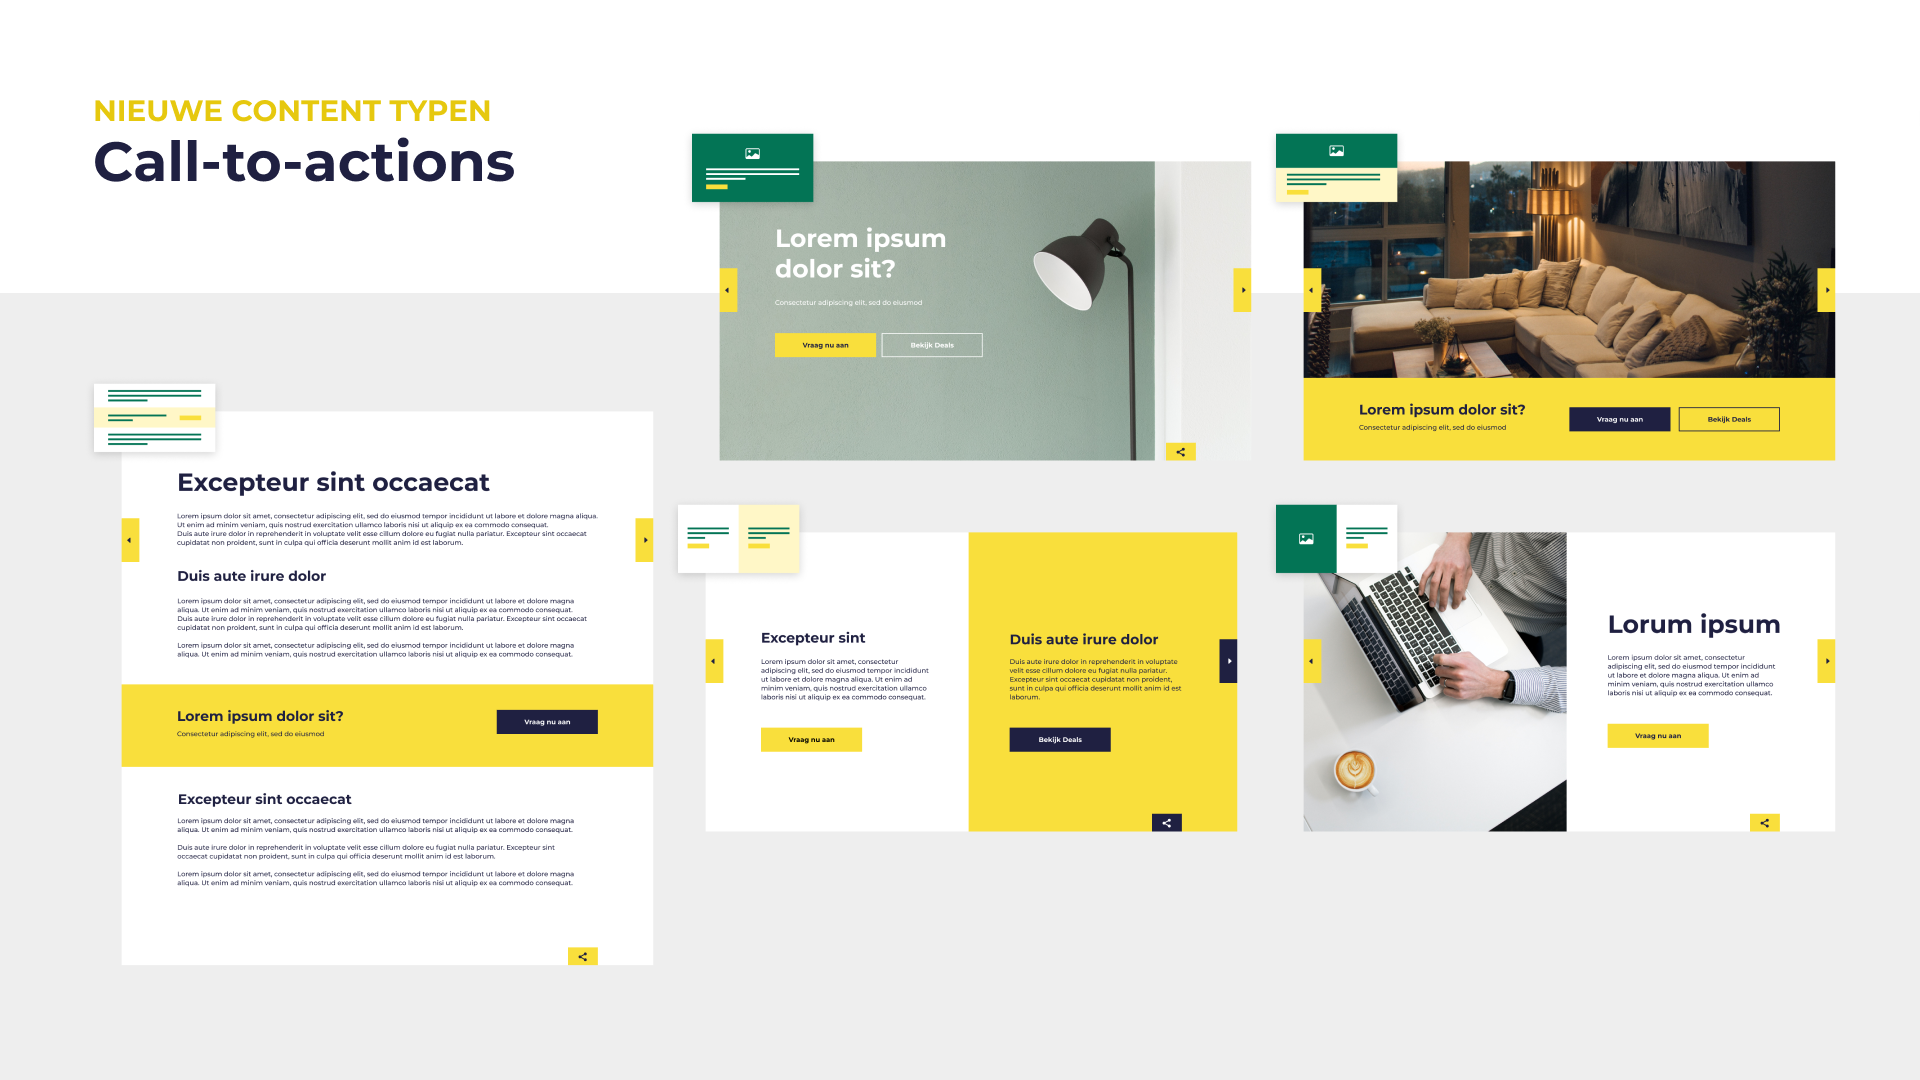 NIEUWE CONTENT TYPEN
Call-to-actions
Excepteur sint occaecat
Lorem ipsum dolor sit amet, consectetur adipiscing elit, sed do eiusmod tempor incididunt ut labore et dolore magna aliqua.
Ut enim ad minim veniam, quis nostrud exercitation ullamco laboris nisi ut aliquip ex ea commodo consequat.
Duis aute irure dolor in reprehenderit in voluptate velit esse cillum dolore eu fugiat nulla pariatur. Excepteur sint occaecat
cupidatat non proident, sunt in culpa qui officia deserunt mollit anim id est laborum.
Duis aute irure dolor
Lorem ipsum dolor sit amet, consectetur adipiscing elit, sed do eiusmod tempor incididunt ut labore et dolore magna
aliqua. Ut enim ad minim veniam, quis nostrud exercitation ullamco laboris nisi ut aliquip ex ea commodo consequat.
Duis aute irure dolor in reprehenderit in voluptate velit esse cillum dolore eu fugiat nulla pariatur. Excepteur sint occaecat
cupidatat non proident, sunt in culpa qui officia deserunt mollit anim id est laborum.
Lorem ipsum dolor sit amet, consectetur adipiscing elit, sed do eiusmod tempor incididunt ut labore et dolore magna
aliqua. Ut enim ad minim veniam, quis nostrud exercitation ullamco laboris nisi ut aliquip ex ea commodo consequat.
Lorem ipsum dolor sit?
Consectetur adipiscing elit, sed do eiusmod
Vraag nu aan
Excepteur sint occaecat
Lorem ipsum dolor sit amet, consectetur adipiscing elit, sed do eiusmod tempor incididunt ut labore et dolore magna
aliqua. Ut enim ad minim veniam, quis nostrud exercitation ullamco laboris nisi ut aliquip ex ea commodo consequat.
Duis aute irure dolor in reprehenderit in voluptate velit esse cillum dolore eu fugiat nulla pariatur. Excepteur sint
occaecat cupidatat non proident, sunt in culpa qui officia deserunt mollit anim id est laborum.
Lorem ipsum dolor sit amet, consectetur adipiscing elit, sed do eiusmod tempor incididunt ut labore et dolore magna
aliqua. Ut enim ad minim veniam, quis nostrud exercitation ullamco laboris nisi ut aliquip ex ea commodo consequat.
Lorem ipsum
dolor sit?
Consectetur adipiscing elit, sed do eiusmod
Vraag nu aan
Bekijk Deals
Lorem ipsum dolor sit?
Consectetur adipiscing elit, sed do eiusmod
Vraag nu aan
Bekijk Deals
Excepteur sint
Lorem ipsum dolor sit amet, consectetur
adipiscing elit, sed do eiusmod tempor incididunt
ut labore et dolore magna aliqua. Ut enim ad
minim veniam, quis nostrud exercitation ullamco
laboris nisi ut aliquip ex ea commodo consequat.
Vraag nu aan
Duis aute irure dolor
Duis aute irure dolor in reprehenderit in voluptate
velit esse cillum dolore eu fugiat nulla pariatur.
Excepteur sint occaecat cupidatat non proident,
sunt in culpa qui officia deserunt mollit anim id est
laborum.
Bekijk Deals
Lorum ipsum
Lorem ipsum dolor sit amet, consectetur
adipiscing elit, sed do eiusmod tempor incididunt
ut labore et dolore magna aliqua. Ut enim ad
minim veniam, quis nostrud exercitation ullamco
laboris nisi ut aliquip ex ea commodo consequat.
Vraag nu aan